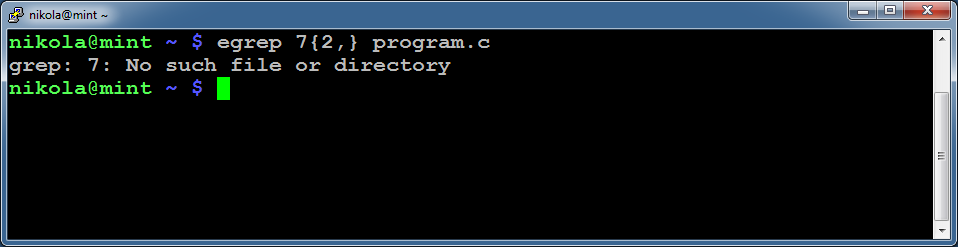 nikola@mint ~
nikola@mint ~ $ egrep 7{2,} program.c
grep: 7: No such file or directory
nikola@mint ~ $